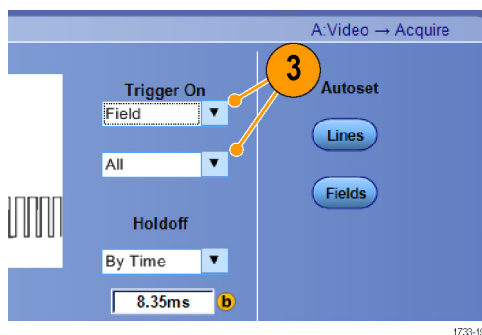 A:Video → Acquire
3
Trigger On
Autoset
Field
Lines
All
Fields
Holdoff
By Time
8.35ms
b